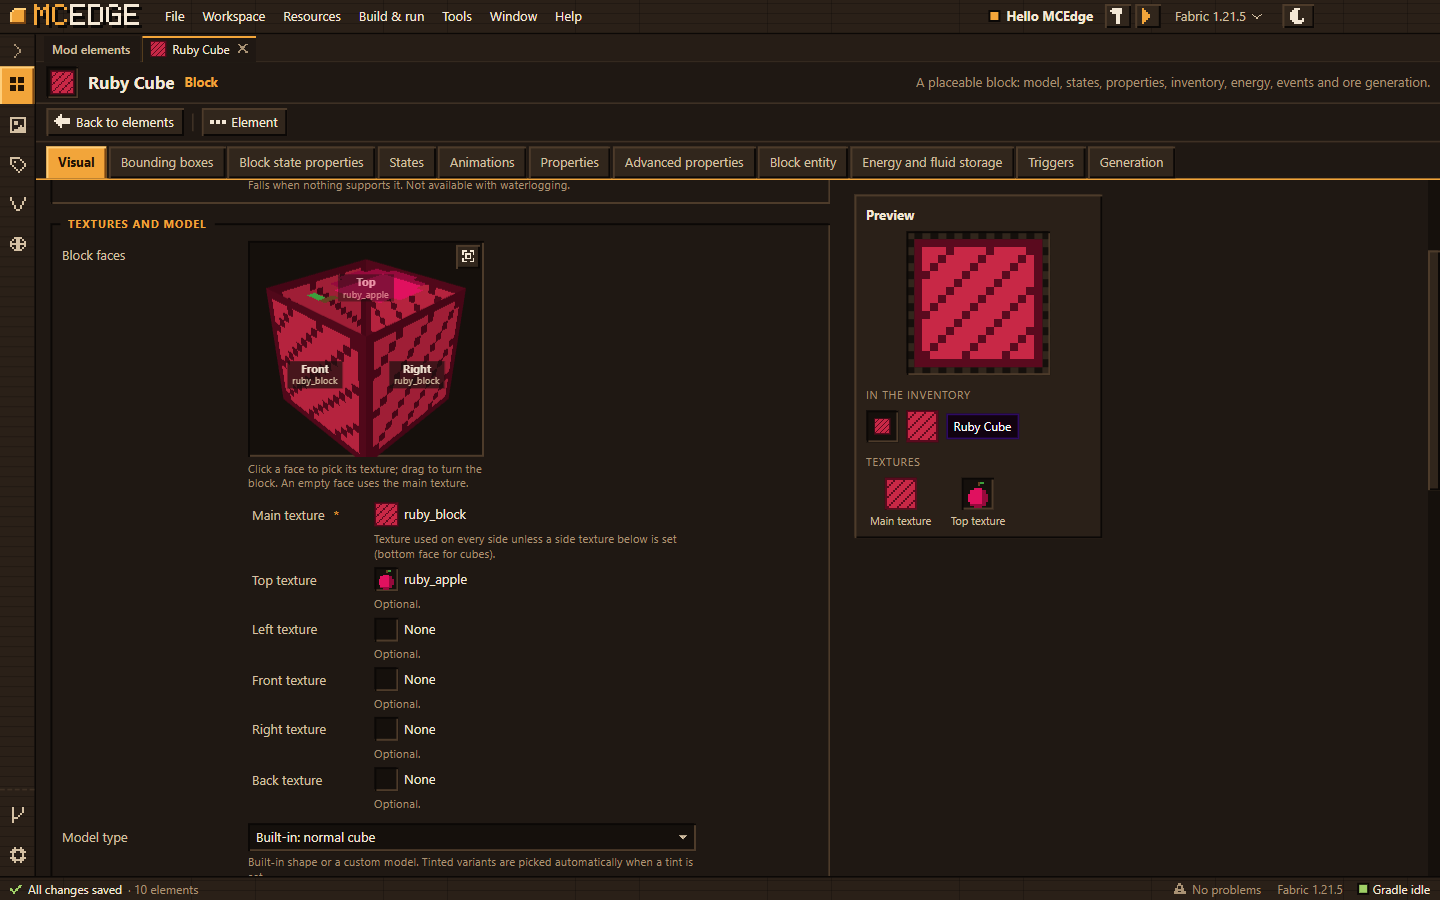 MCEDGE
File Workspace Resources Build & run Tools Window Help
Hello MCEdge
Fabric 1.21.5
Mod elements
Ruby Cube
Ruby Cube Block
A placeable block: model, states, properties, inventory, energy, events and ore generation.
Back to elements
Element
Visual Bounding boxes Block state properties States Animations Properties Advanced properties Block entity Energy and fluid storage Triggers Generation
Falls when nothing supports it. Not available with waterlogging.
TEXTURES AND MODEL
Block faces
Top
ruby_apple
Front
ruby_block
Right
ruby_block
Click a face to pick its texture; drag to turn the
block. An empty face uses the main texture.
Main texture * ruby_block
Texture used on every side unless a side texture below is set
(bottom face for cubes).
Top texture ruby_apple
Optional.
Left texture None
Optional.
Front texture None
Optional.
Right texture None
Optional.
Back texture None
Optional.
Model type Built-in: normal cube
Built-in shape or a custom model. Tinted variants are picked automatically when a tint is
set.
Preview
IN THE INVENTORY
Ruby Cube
TEXTURES
Main texture Top texture
All changes saved · 10 elements
No problems Fabric 1.21.5 Gradle idle